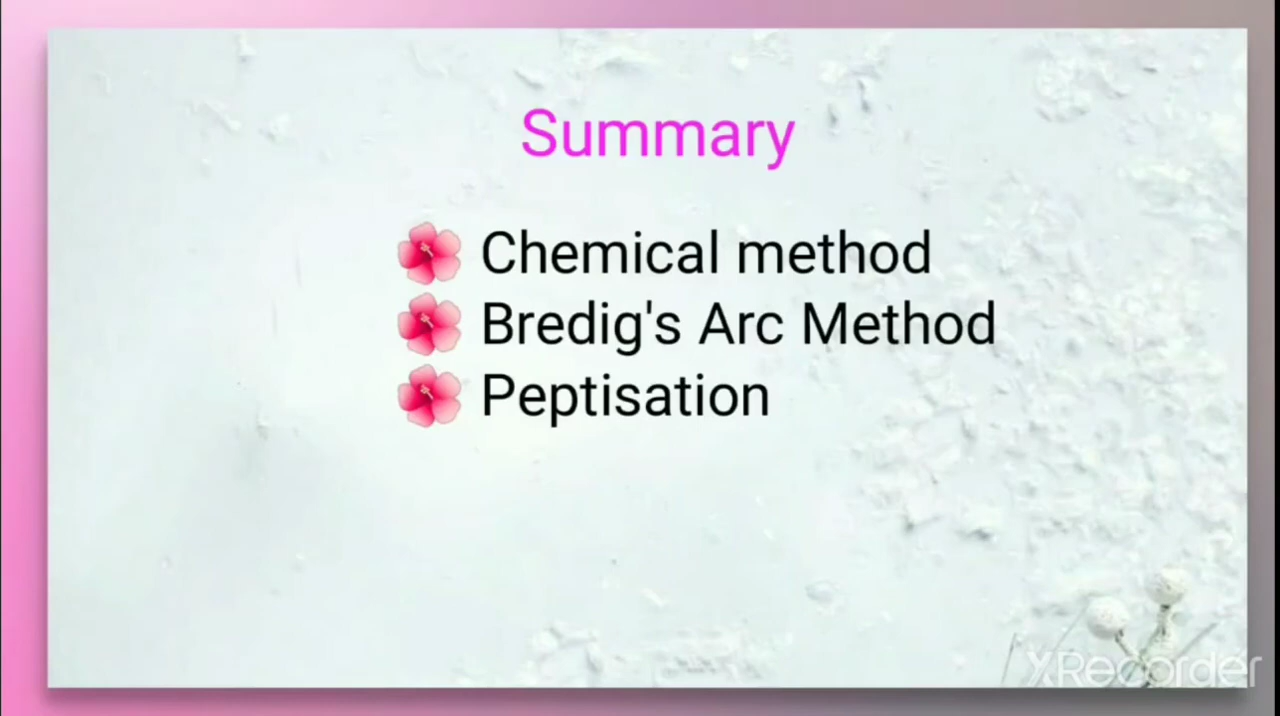 Summary
Chemical method
Bredig's Arc Method
Peptisation
XRecorder